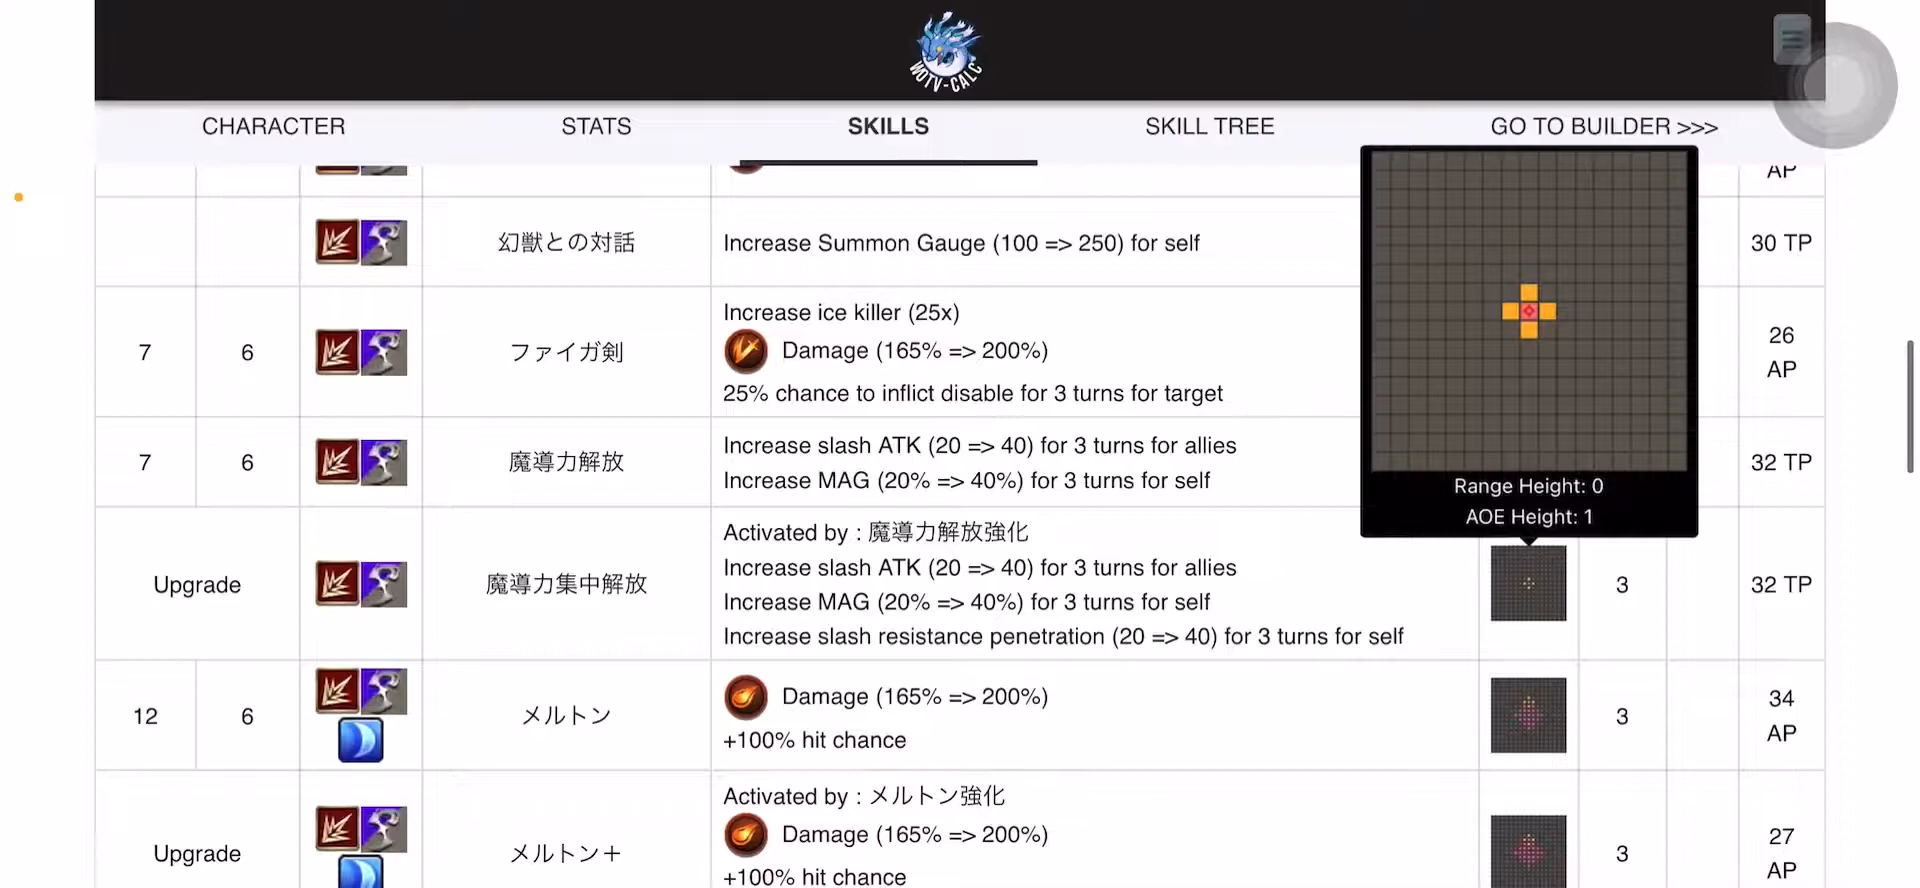 WOTV-CALC
CHARACTER
STATS
SKILLS
SKILL TREE
GO TO BUILDER >>>
AP
幻獣との対話
Increase Summon Gauge (100 => 250) for self
30 TP
7
6
ファイガ剣
Increase ice killer (25x)
Damage (165% => 200%)
25% chance to inflict disable for 3 turns for target
26
AP
7
6
魔導力解放
Increase slash ATK (20 => 40) for 3 turns for allies
Increase MAG (20% => 40%) for 3 turns for self
32 TP
Range Height: 0
AOE Height: 1
Upgrade
魔導力集中解放
Activated by : 魔導力解放強化
Increase slash ATK (20 => 40) for 3 turns for allies
Increase MAG (20% => 40%) for 3 turns for self
Increase slash resistance penetration (20 => 40) for 3 turns for self
3
32 TP
12
6
メルトン
Damage (165% => 200%)
+100% hit chance
3
34
AP
Upgrade
メルトン＋
Activated by : メルトン強化
Damage (165% => 200%)
+100% hit chance
3
27
AP